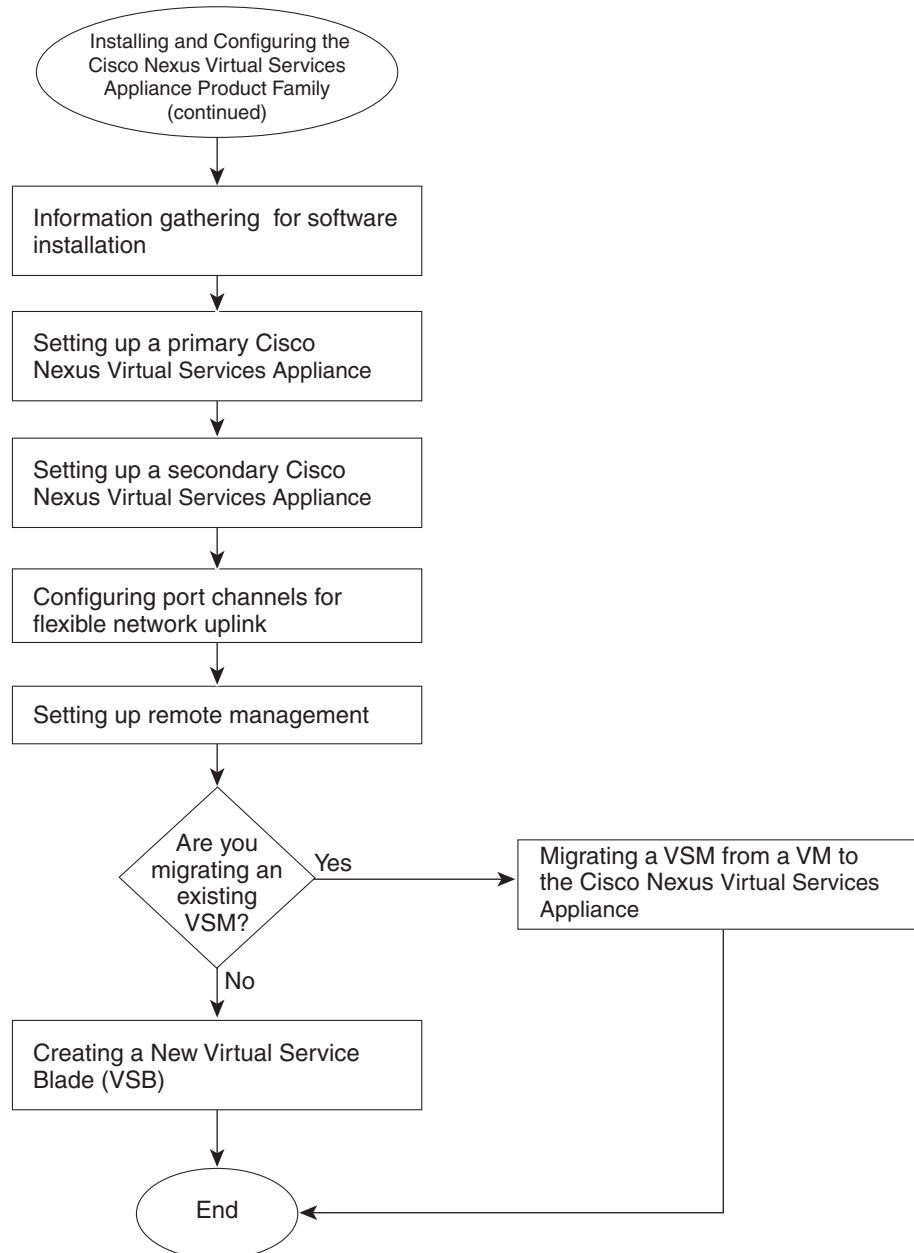 Installing and Configuring the
Cisco Nexus Virtual Services
Appliance Product Family
(continued)
Information gathering for software
installation
Setting up a primary Cisco
Nexus Virtual Services Appliance
Setting up a secondary Cisco
Nexus Virtual Services Appliance
Configuring port channels for
flexible network uplink
Setting up remote management
Are you
migrating an
existing
VSM?
Yes
Migrating a VSM from a VM to
the Cisco Nexus Virtual Services
Appliance
No
Creating a New Virtual Service
Blade (VSB)
End